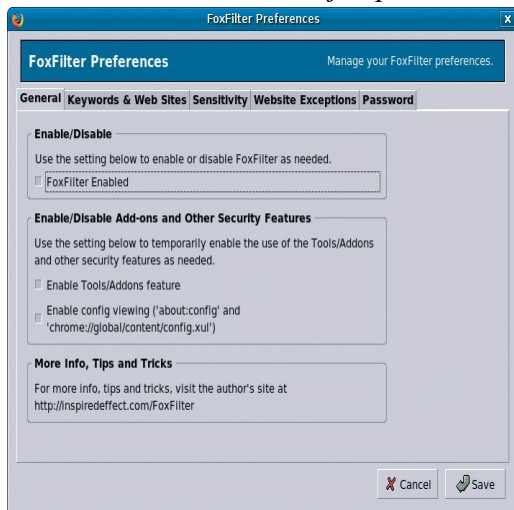 FoxFilter Preferences
FoxFilter Preferences
Manage your FoxFilter preferences.
General Keywords & Web Sites Sensitivity Website Exceptions Password
Enable/Disable
Use the setting below to enable or disable FoxFilter as needed.
FoxFilter Enabled
Enable/Disable Add-ons and Other Security Features
Use the setting below to temporarily enable the use of the Tools/Addons
and other security features as needed.
Enable Tools/Addons feature
Enable config viewing ('about:config' and
'chrome://global/content/config.xul')
More Info, Tips and Tricks
For more info, tips and tricks, visit the author's site at
http://inspiredeffect.com/FoxFilter
Cancel Save